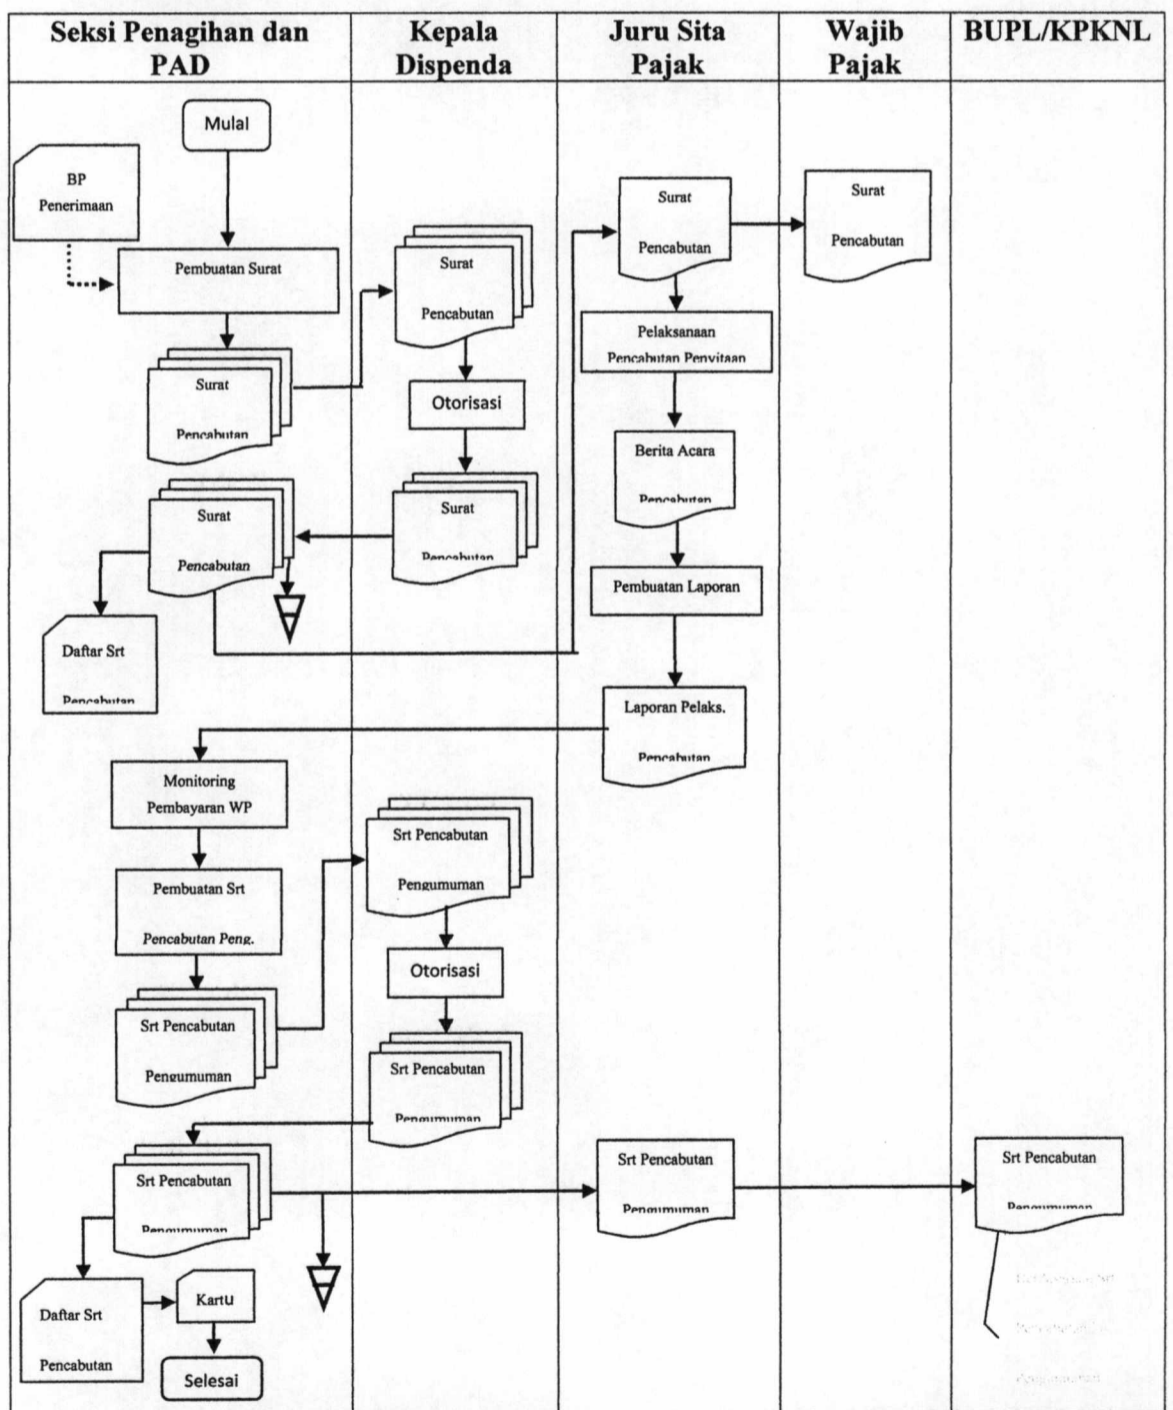 Seksi Penagihan dan
PAD
Kepala
Dispenda
Juru Sita
Pajak
Wajib
Pajak
BUPL/KPKNL
Mulai
BP
Penerimaan
Pembuatan Surat
Surat
Pencabutan
Surat
Pencabutan
Daftar Srt
Pencabutan
Surat
Pencabutan
Otorisasi
Surat
Pencabutan
Surat
Pencabutan
Pelaksanaan
Pencabutan Penyitaan
Berita Acara
Pencabutan
Pembuatan Laporan
Laporan Pelaks.
Pencabutan
Surat
Pencabutan
Monitoring
Pembayaran WP
Pembuatan Srt
Pencabutan Peng.
Srt Pencabutan
Pengumuman
Srt Pencabutan
Pengumuman
Otorisasi
Srt Pencabutan
Pengumuman
Srt Pencabutan
Pengumuman
Srt Pencabutan
Pengumuman
Srt Pencabutan
Pengumuman
Daftar Srt
Pencabutan
Kartu
Selesai